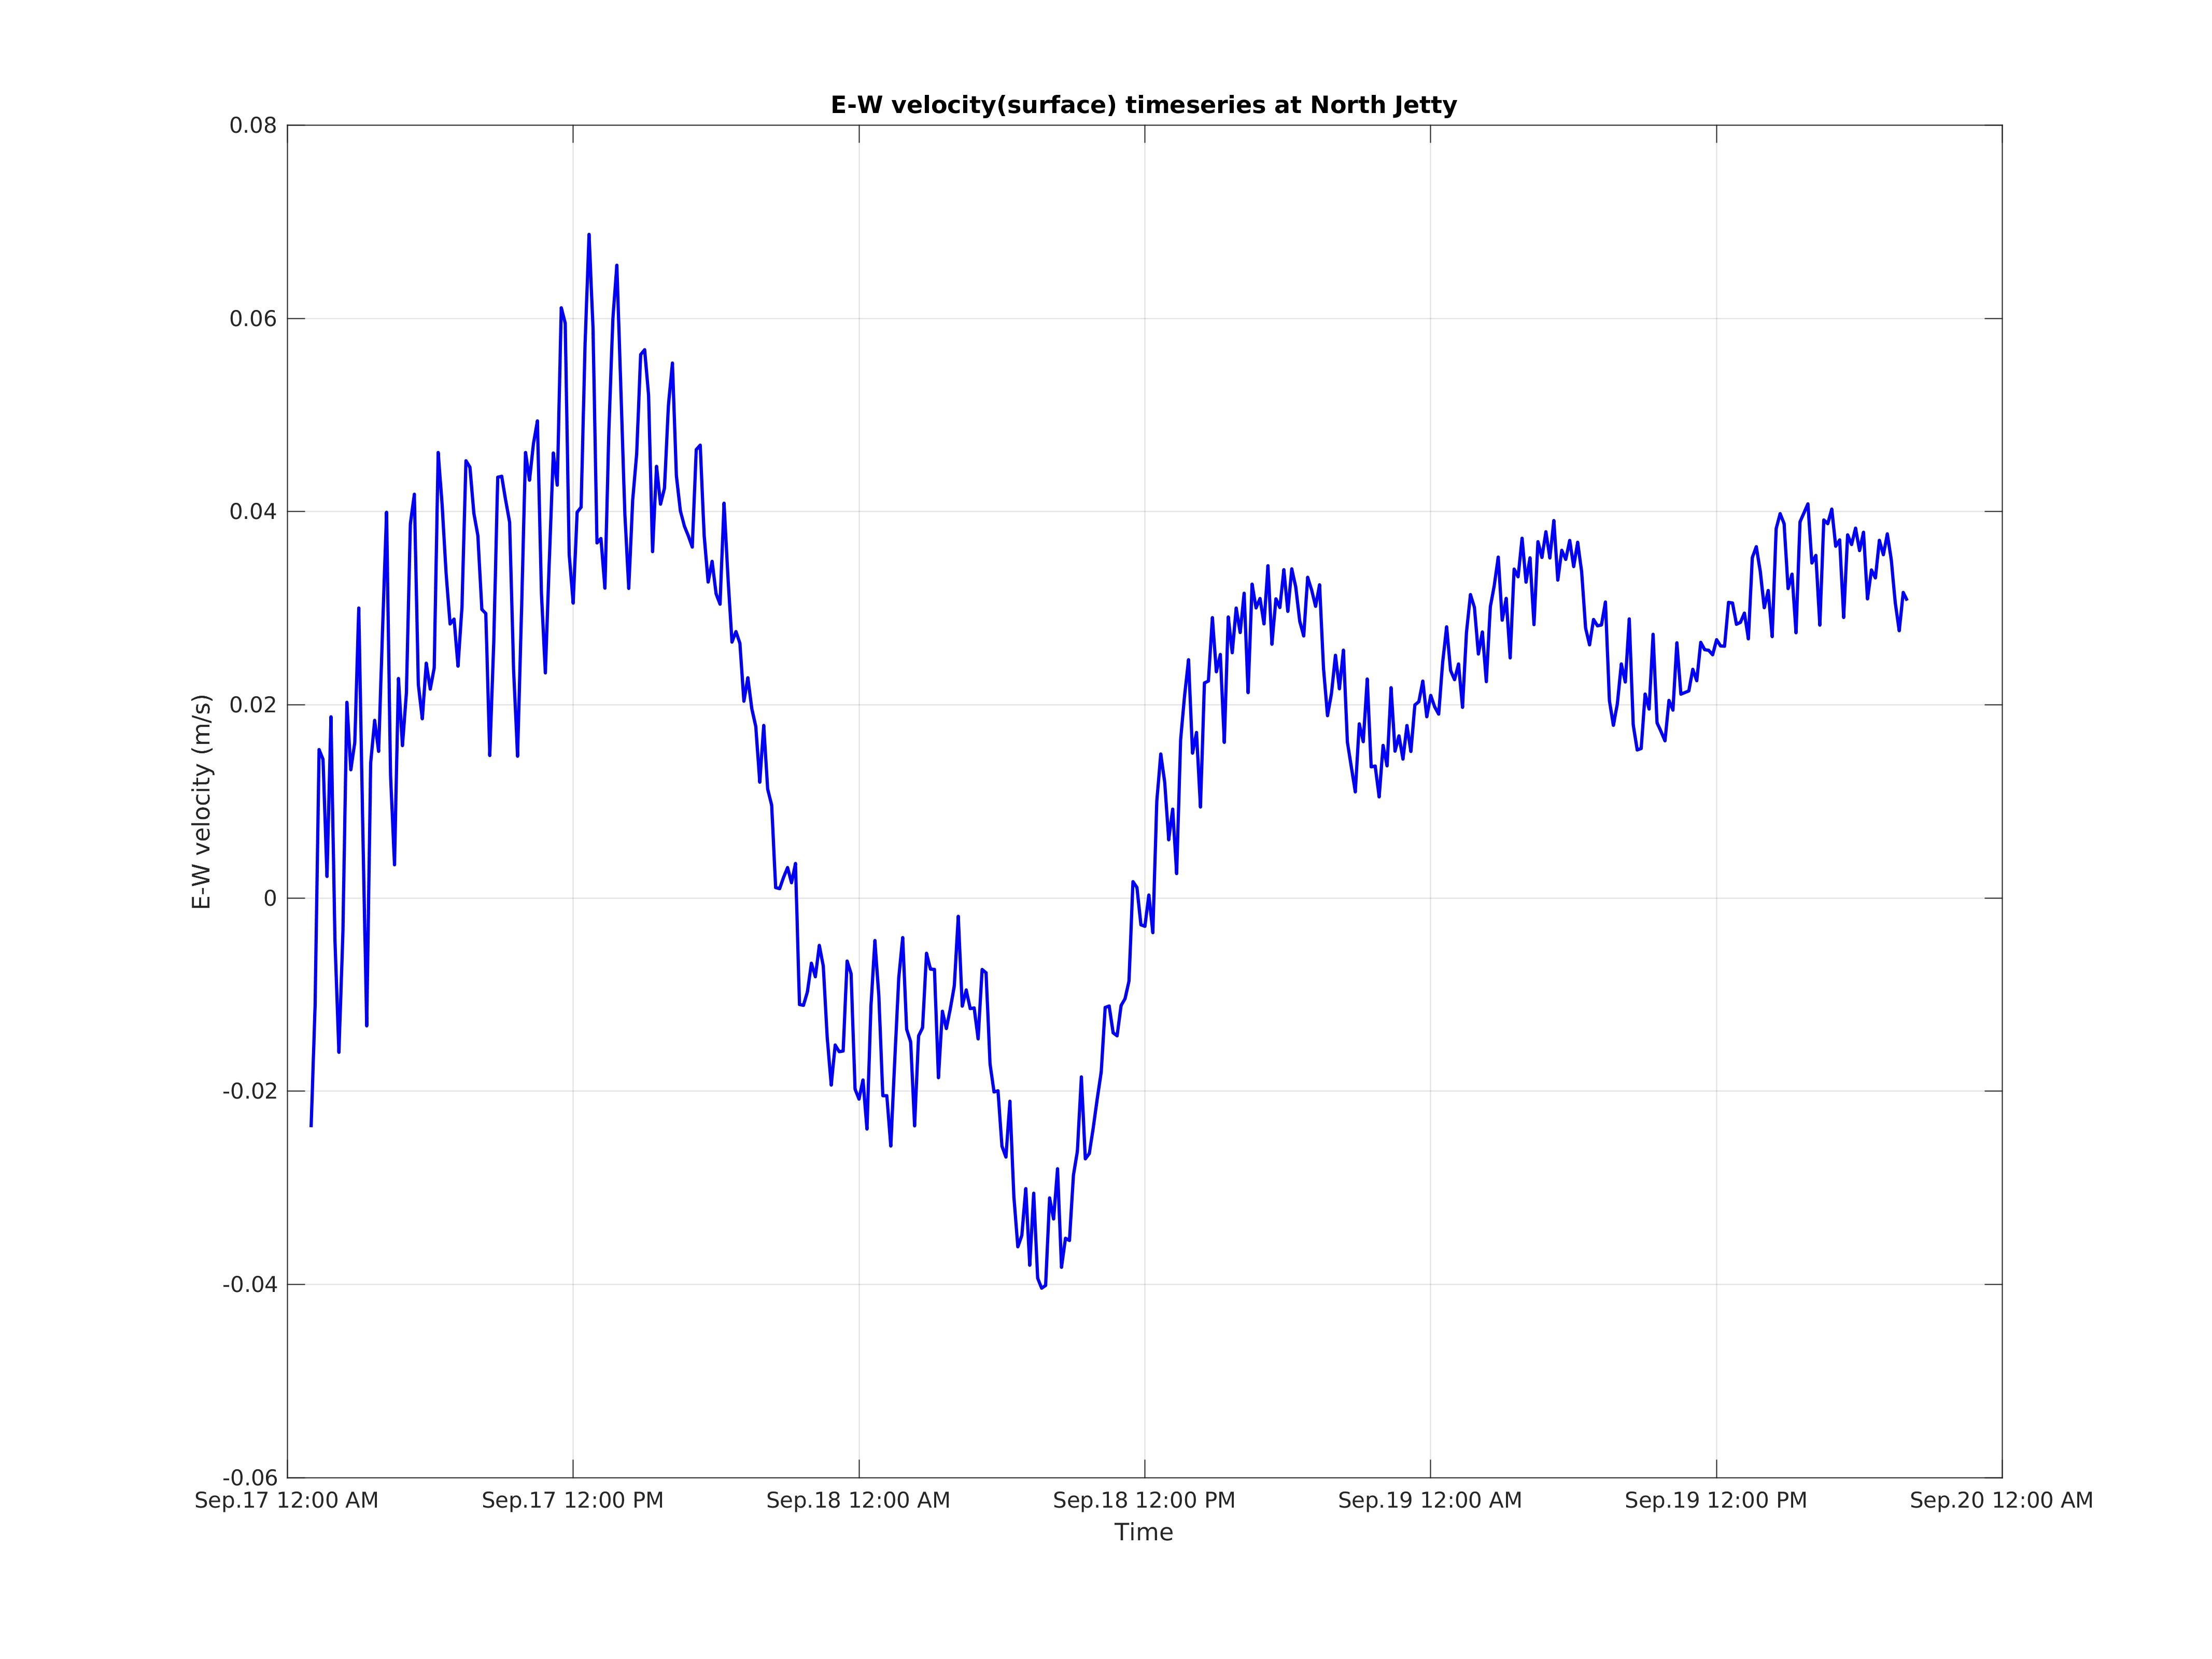 E-W velocity(surface) timeseries at North Jetty
0.08
0.06
0.04
0.02
0
-0.02
-0.04
-0.06
E-W velocity (m/s)
Sep.17 12:00 AM
Sep.17 12:00 PM
Sep.18 12:00 AM
Sep.18 12:00 PM
Sep.19 12:00 AM
Sep.19 12:00 PM
Sep.20 12:00 AM
Time